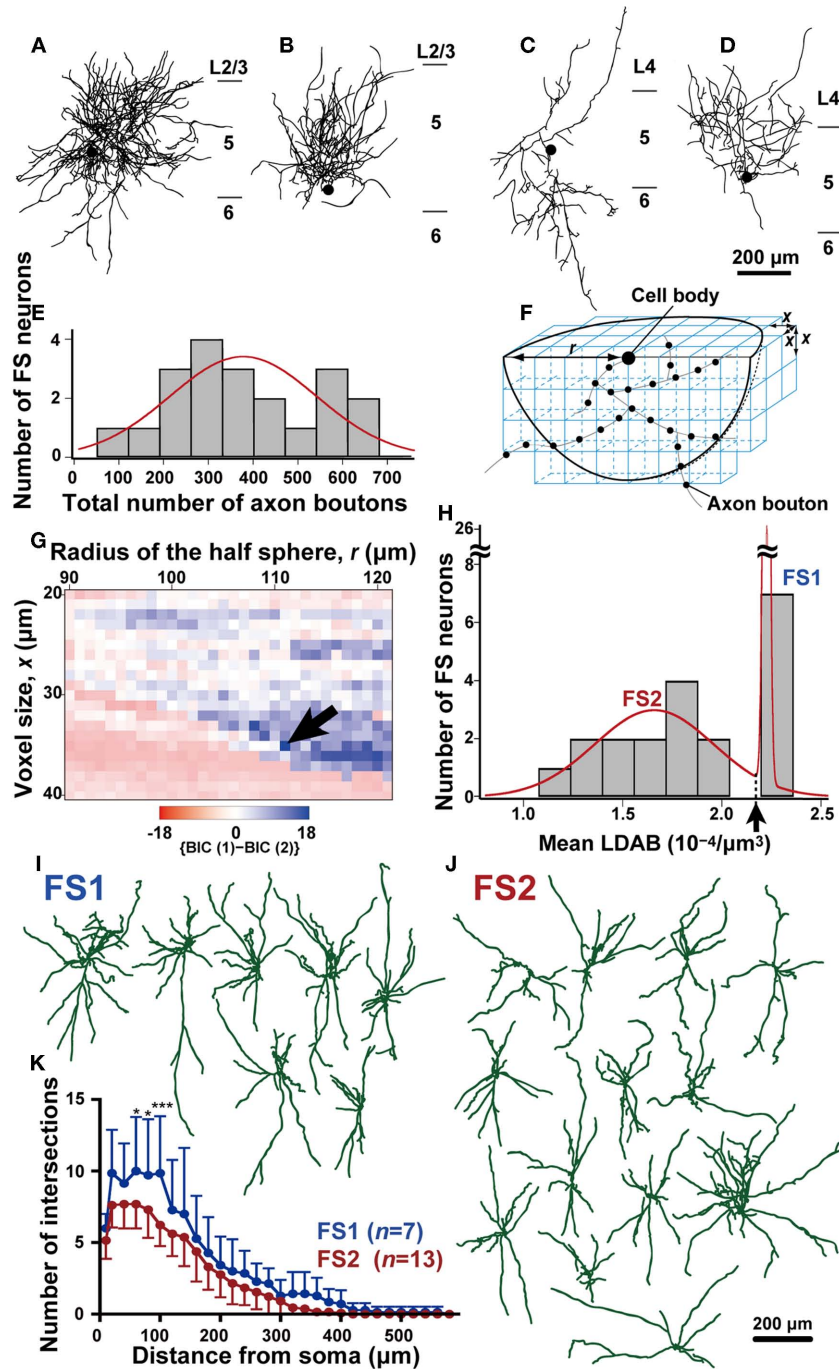 A
L2/3
5
6
B
L2/3
5
6
C
L4
5
6
D
L4
5
6
200 µm
E
Number of FS neurons
4
2
0
0 100 200 300 400 500 600 700
Total number of axon boutons
F
Cell body
r
x
x
x
Axon bouton
G
Radius of the half sphere, r (µm)
90 100 110 120
Voxel size, x (µm)
20
30
40
-18 0 18
{BIC (1)−BIC (2)}
H
Number of FS neurons
26
8
6
4
2
0
FS1
FS2
1.0 1.5 2.0 2.5
Mean LDAB (10⁻⁴/µm³)
I
FS1
J
FS2
200 µm
K
Number of intersections
15
10
5
0
* * ***
FS1 (n=7)
FS2 (n=13)
0 100 200 300 400 500
Distance from soma (µm)